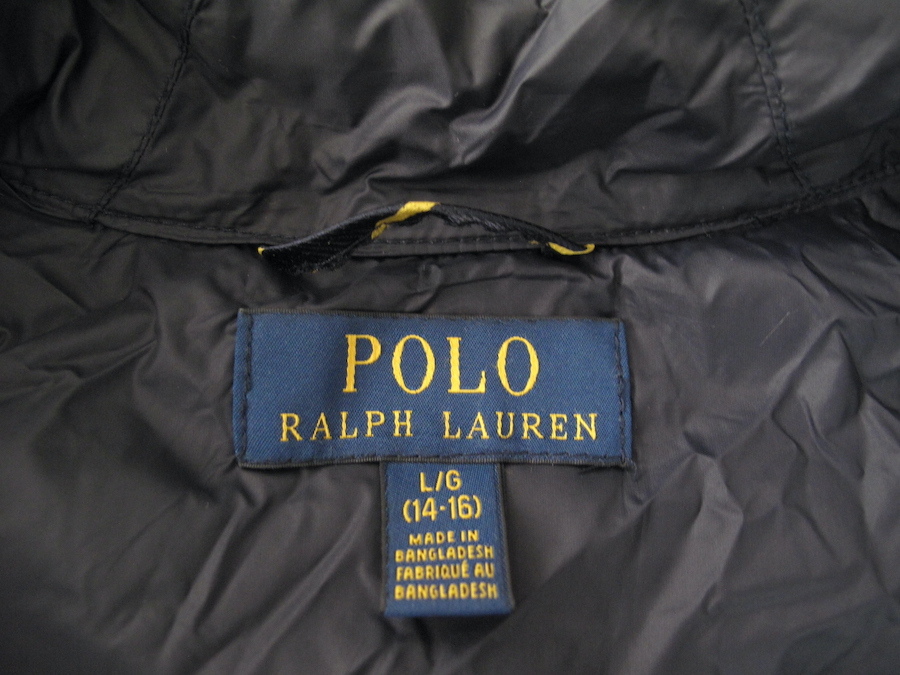 POLO
RALPH LAUREN
L/G
(14-16)
MADE IN
BANGLADESH
FABRIQUÉ AU
BANGLADESH